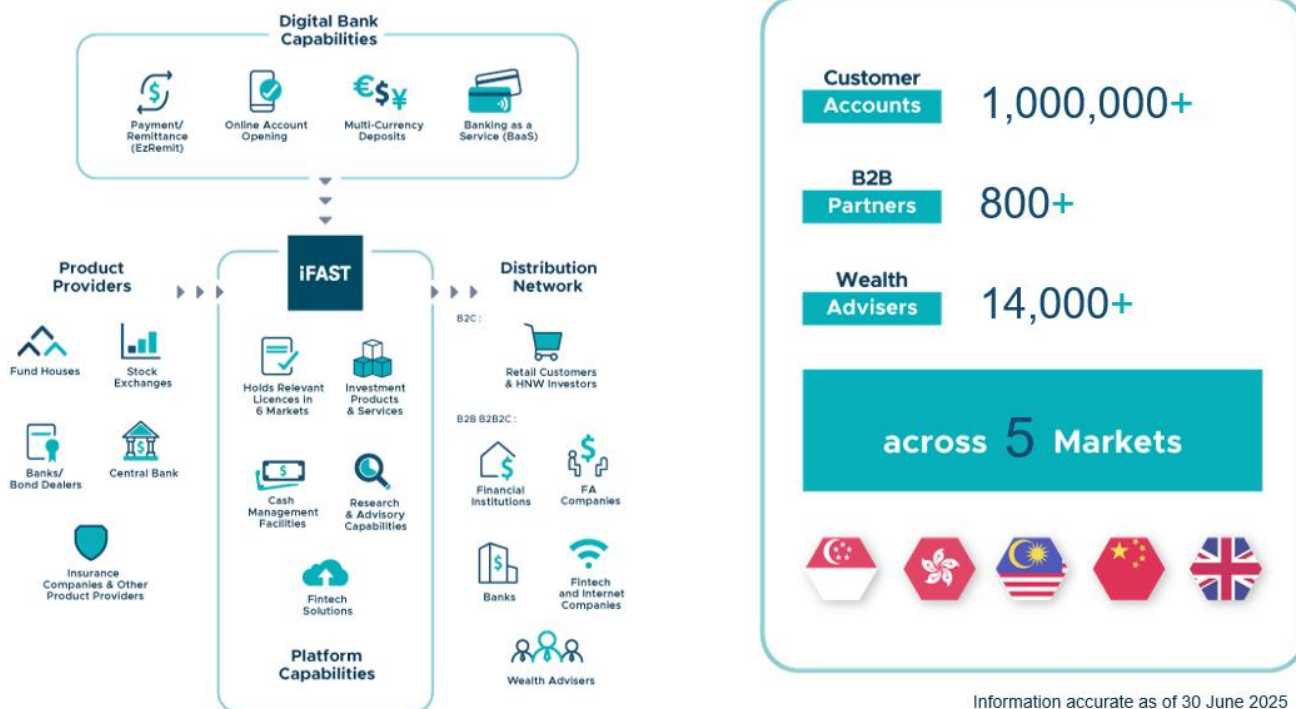 Digital Bank
Capabilities
Payment/
Remittance
(EzRemit)
Online Account
Opening
€$¥
Multi-Currency
Deposits
Banking as a
Service (BaaS)
Product
Providers
Fund Houses
Stock
Exchanges
Banks/
Bond Dealers
Central Bank
Insurance
Companies & Other
Product Providers
iFAST
Holds Relevant
Licences in
6 Markets
Investment
Products
& Services
Cash
Management
Facilities
Research
& Advisory
Capabilities
Fintech
Solutions
Platform
Capabilities
Distribution
Network
B2C :
Retail Customers
& HNW Investors
B2B B2B2C :
Financial
Institutions
FA
Companies
Banks
Fintech
and Internet
Companies
Wealth Advisers
Customer
Accounts 1,000,000+
B2B
Partners 800+
Wealth
Advisers 14,000+
across 5 Markets
Information accurate as of 30 June 2025